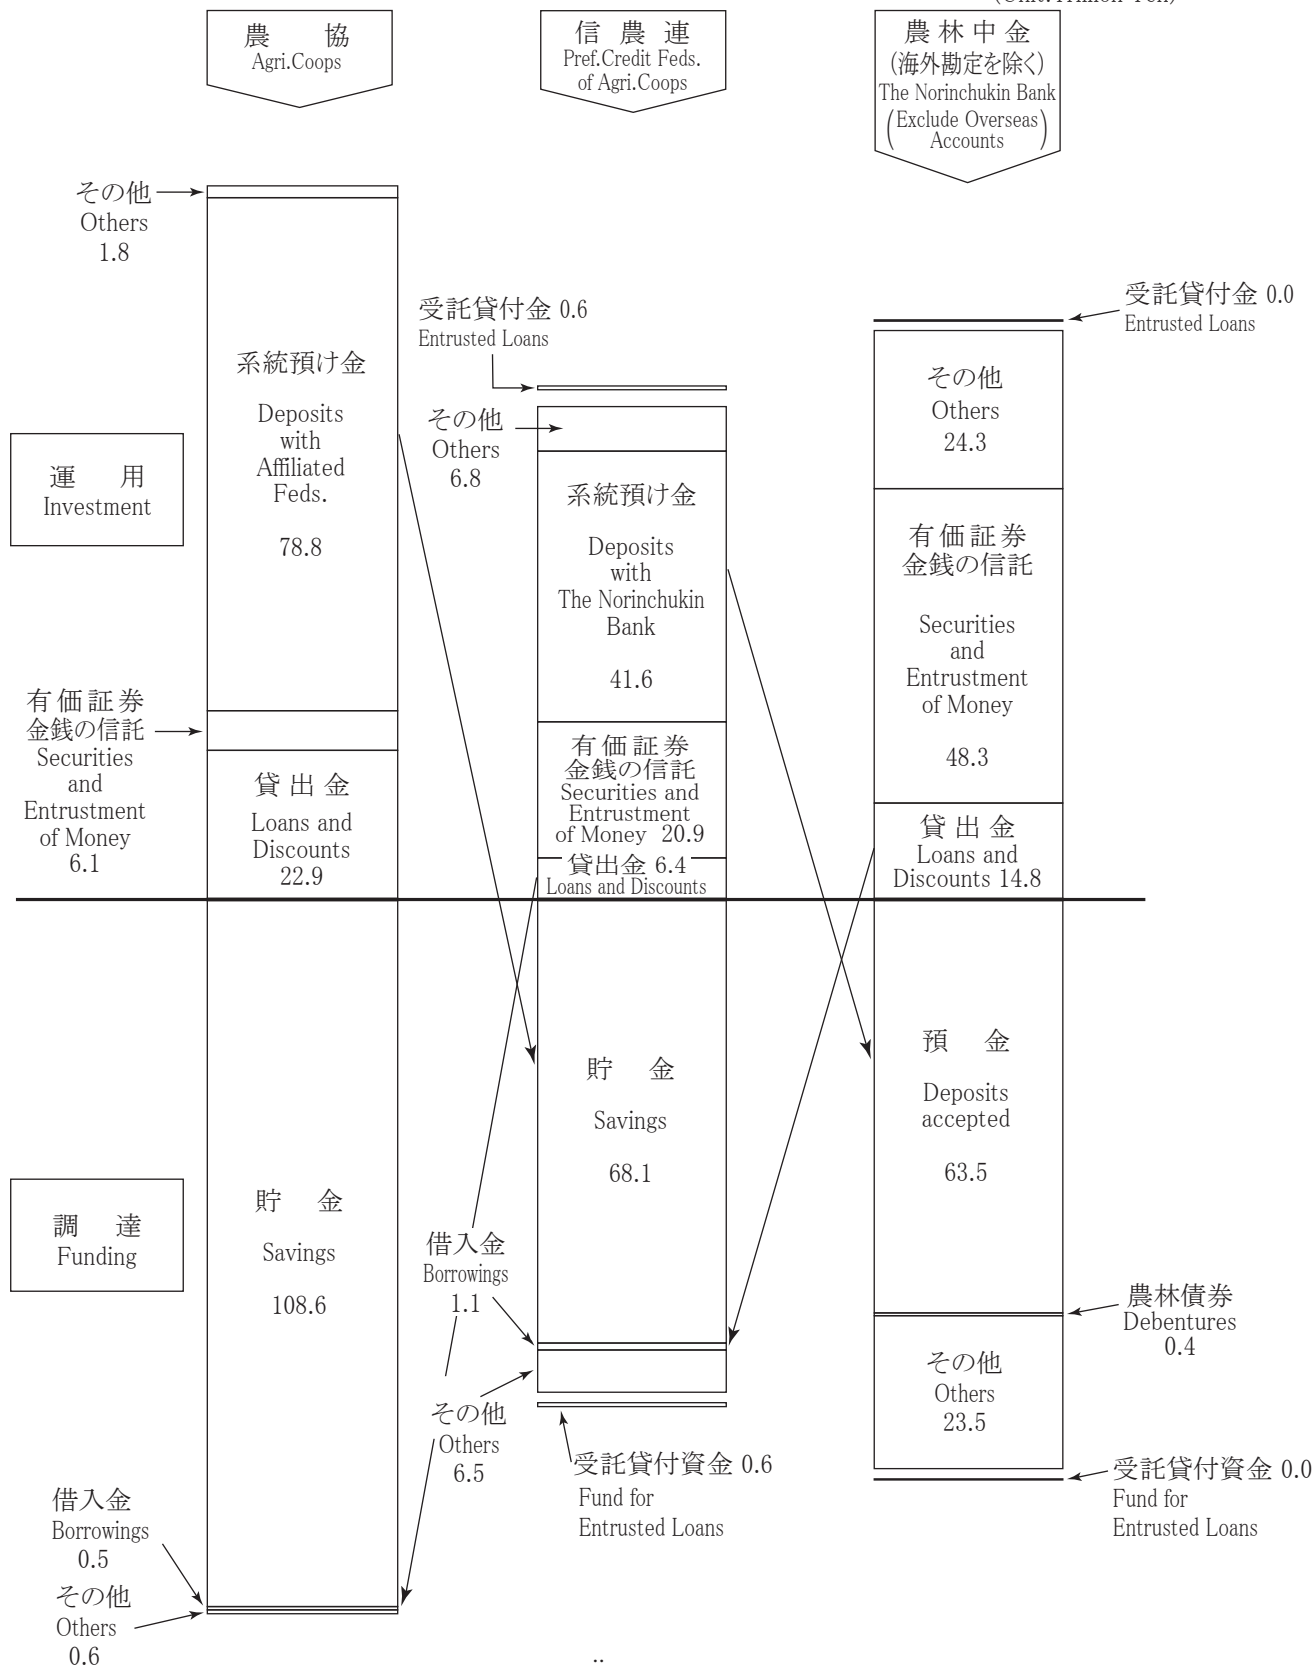 農 協
Agri.Coops
信 農 連
Pref.Credit Feds.
of Agri.Coops
農 林 中 金
(海外勘定を除く)
The Norinchukin Bank
(Exclude Overseas
Accounts)
その他
Others
1.8
系統預け金
Deposits
with
Affiliated
Feds.
78.8
有 価 証 券
金銭の信託
Securities
and
Entrustment
of Money
6.1
貸 出 金
Loans and
Discounts
22.9
運 用
Investment
受託貸付金 0.6
Entrusted Loans
その他
Others
6.8
系統預け金
Deposits
with
The Norinchukin
Bank
41.6
有 価 証 券
金銭の信託
Securities and
Entrustment
of Money 20.9
貸出金 6.4
Loans and Discounts
受託貸付金 0.0
Entrusted Loans
その他
Others
24.3
有 価 証 券
金銭の信託
Securities
and
Entrustment
of Money
48.3
貸 出 金
Loans and
Discounts 14.8
調 達
Funding
貯 金
Savings
108.6
借入金
Borrowings
0.5
その他
Others
0.6
貯 金
Savings
68.1
借入金
Borrowings
1.1
その他
Others
6.5
受託貸付資金 0.6
Fund for
Entrusted Loans
預 金
Deposits
accepted
63.5
農林債券
Debentures
0.4
その他
Others
23.5
受託貸付資金 0.0
Fund for
Entrusted Loans